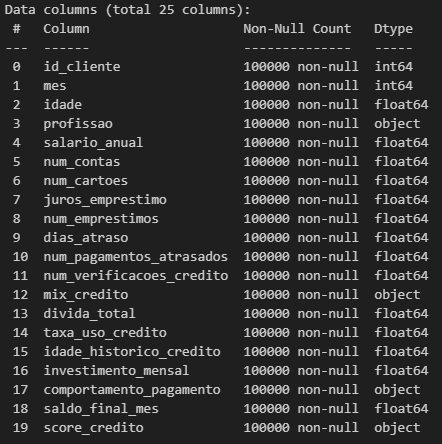 Data columns (total 25 columns):
 #   Column                    Non-Null Count   Dtype
---  ------                    --------------   -----
 0   id_cliente                100000 non-null  int64
 1   mes                       100000 non-null  int64
 2   idade                     100000 non-null  float64
 3   profissao                 100000 non-null  object
 4   salario_anual             100000 non-null  float64
 5   num_contas                100000 non-null  float64
 6   num_cartoes               100000 non-null  float64
 7   juros_emprestimo          100000 non-null  float64
 8   num_emprestimos           100000 non-null  float64
 9   dias_atraso               100000 non-null  float64
 10  num_pagamentos_atrasados  100000 non-null  float64
 11  num_verificacoes_credito  100000 non-null  float64
 12  mix_credito               100000 non-null  object
 13  divida_total              100000 non-null  float64
 14  taxa_uso_credito          100000 non-null  float64
 15  idade_historico_credito   100000 non-null  float64
 16  investimento_mensal       100000 non-null  float64
 17  comportamento_pagamento   100000 non-null  object
 18  saldo_final_mes           100000 non-null  float64
 19  score_credito             100000 non-null  object